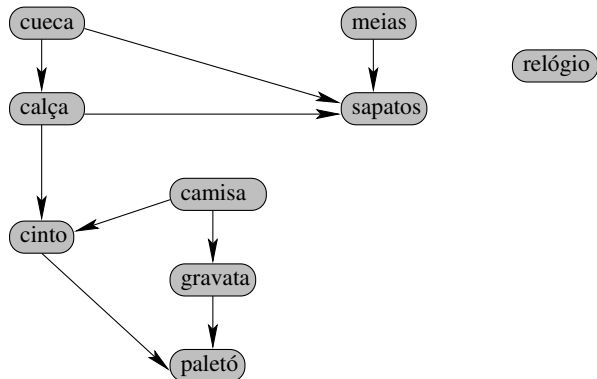 cueca
meias
relógio
calça
sapatos
camisa
cinto
gravata
paletó